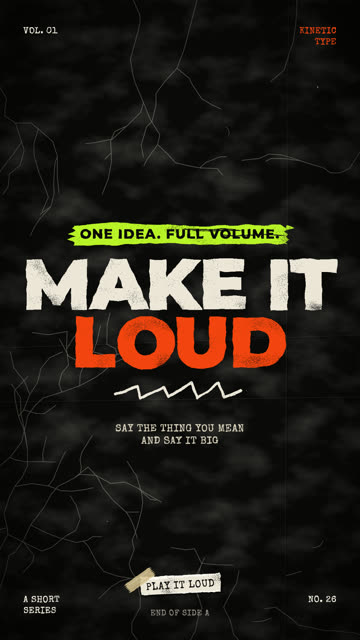 VOL. 01
KINETIC
TYPE
ONE IDEA. FULL VOLUME.
MAKE IT
LOUD
SAY THE THING YOU MEAN
AND SAY IT BIG
PLAY IT LOUD
A SHORT
SERIES
NO. 26
END OF SIDE A